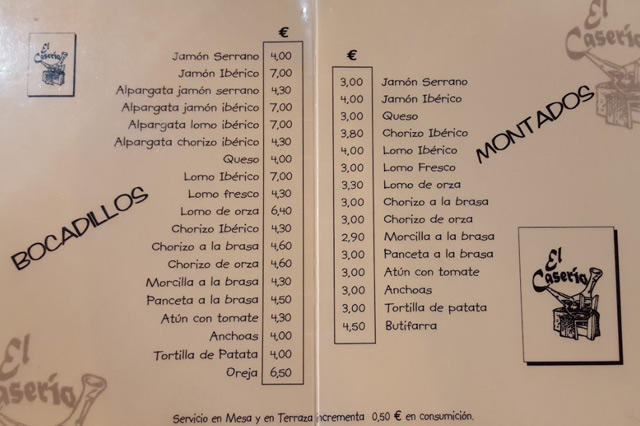 El
Caserío
€
Jamón Serrano 4,00
Jamón Ibérico 7,00
Alpargata jamón serrano 4,30
Alpargata jamón ibérico 7,00
Alpargata lomo ibérico 7,00
Alpargata chorizo ibérico 4,30
Queso 4,00
Lomo Ibérico 7,00
Lomo fresco 4,30
Lomo de orza 6,40
Chorizo Ibérico 4,30
Chorizo a la brasa 4,60
Chorizo de orza 4,60
Morcilla a la brasa 4,30
Panceta a la brasa 4,50
Atún con tomate 4,30
Anchoas 4,00
Tortilla de Patata 4,00
Oreja 6,50
BOCADILLOS
El
Caserío
€
3,00 Jamón Serrano
4,00 Jamón Ibérico
3,00 Queso
3,80 Chorizo Ibérico
4,00 Lomo Ibérico
3,00 Lomo Fresco
3,30 Lomo de orza
3,00 Chorizo a la brasa
3,00 Chorizo de orza
2,90 Morcilla a la brasa
3,00 Panceta a la brasa
3,00 Atún con tomate
3,00 Anchoas
3,00 Tortilla de patata
4,50 Butifarra
MONTADOS
El
Caserío
El
Caserío
Servicio en Mesa y en Terraza incrementa 0,50 € en consumición.